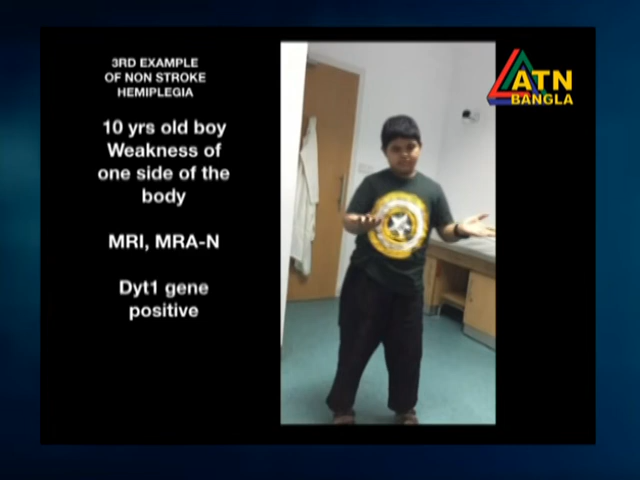 3RD EXAMPLE
OF NON STROKE
HEMIPLEGIA
10 yrs old boy
Weakness of
one side of the
body
MRI, MRA-N
Dyt1 gene
positive
ATN
BANGLA